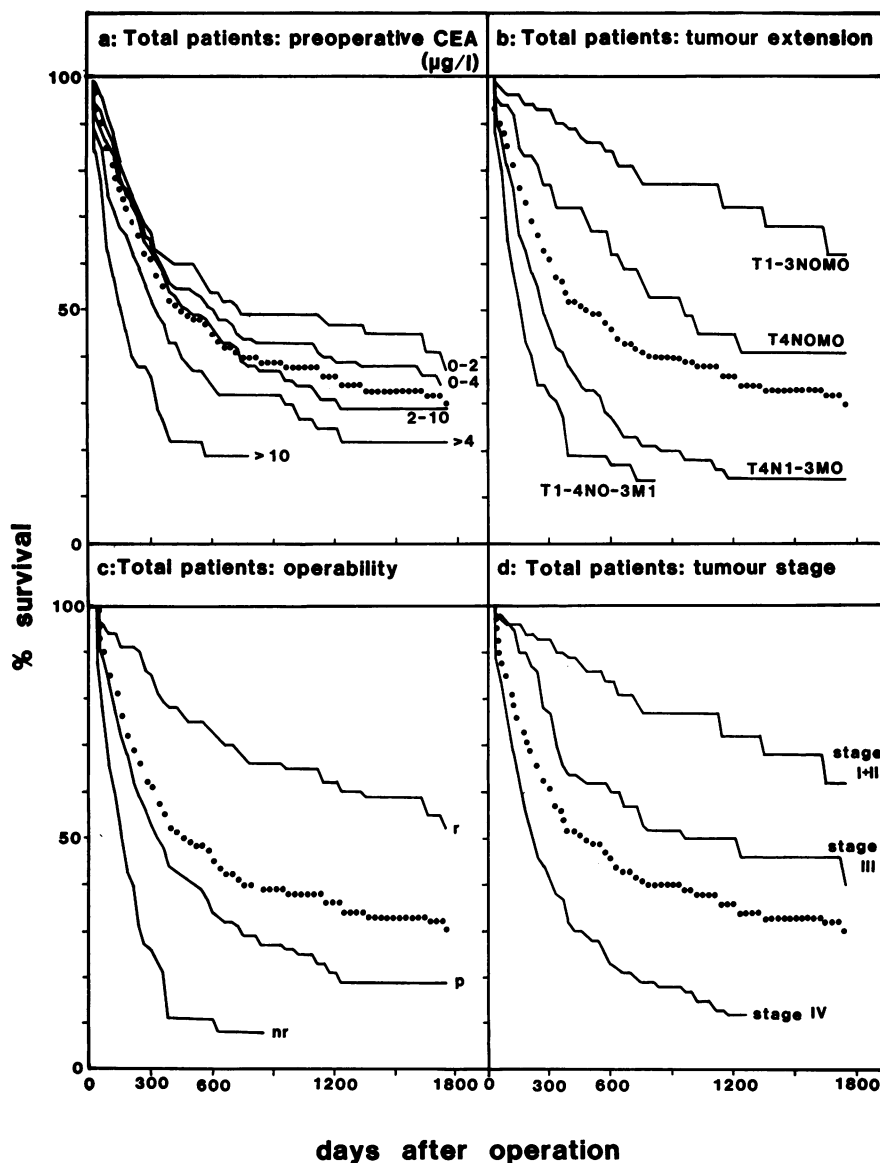 a: Total patients: preoperative CEA
(µg/l)
b: Total patients: tumour extension
100
50
0
0-2
0-4
2-10
>4
>10
T1-3NOMO
T4NOMO
T4N1-3MO
T1-4NO-3M1
c: Total patients: operability
d: Total patients: tumour stage
% survival
100
50
0
r
p
nr
stage
I+II
stage
III
stage IV
0 300 600 1200 1800
0 300 600 1200 1800
days after operation